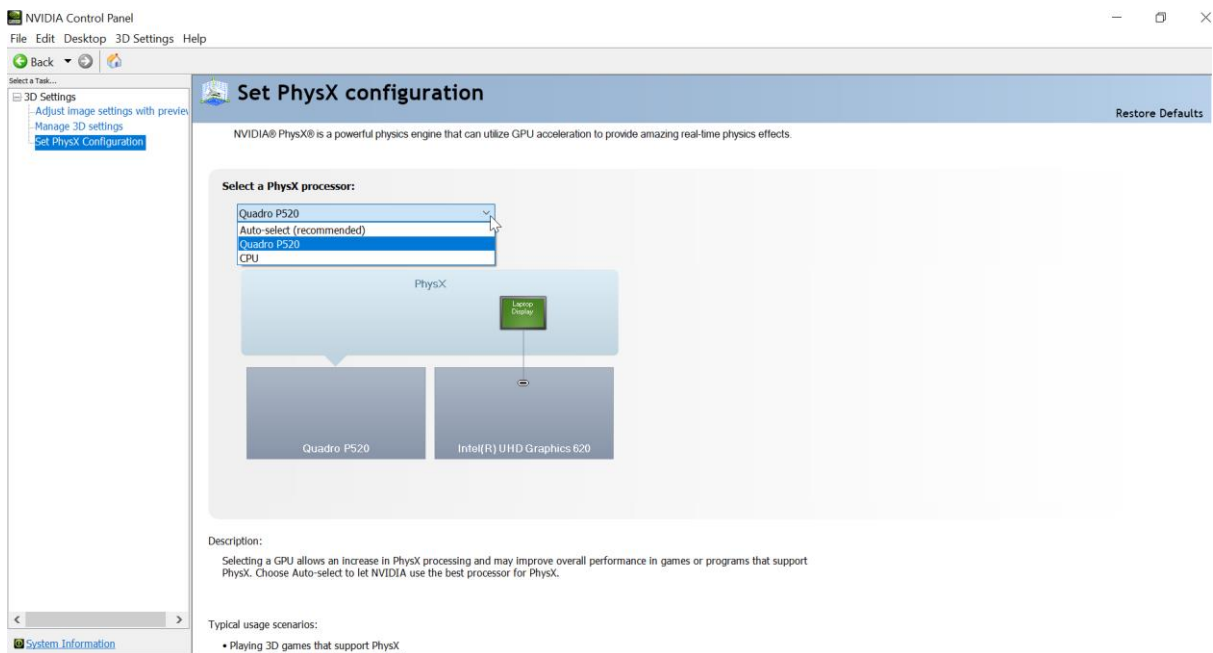 NVIDIA Control Panel
File Edit Desktop 3D Settings Help
Back
Select a Task...
3D Settings
Adjust image settings with preview
Manage 3D settings
Set PhysX Configuration
System Information
Set PhysX configuration
Restore Defaults
NVIDIA® PhysX® is a powerful physics engine that can utilize GPU acceleration to provide amazing real-time physics effects.
Select a PhysX processor:
Quadro P520
Auto-select (recommended)
Quadro P520
CPU
PhysX
Laptop
Display
Quadro P520
Intel(R) UHD Graphics 620
Description:
Selecting a GPU allows an increase in PhysX processing and may improve overall performance in games or programs that support
PhysX. Choose Auto-select to let NVIDIA use the best processor for PhysX.
Typical usage scenarios:
• Playing 3D games that support PhysX